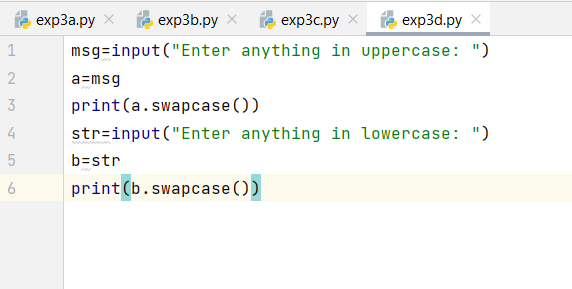 exp3a.py exp3b.py exp3c.py exp3d.py
1 msg=input("Enter anything in uppercase: ")
2 a=msg
3 print(a.swapcase())
4 str=input("Enter anything in lowercase: ")
5 b=str
6 print(b.swapcase())